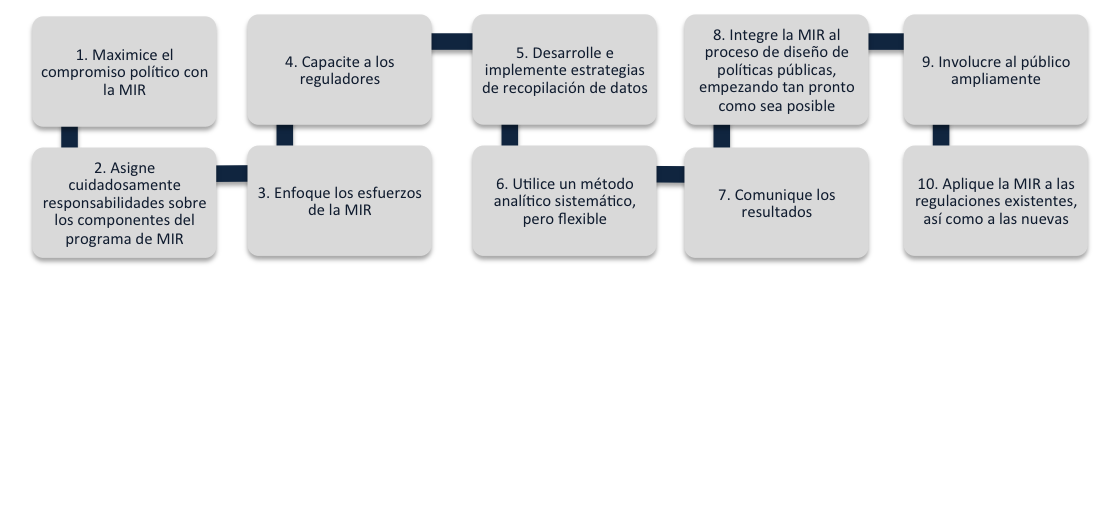 1. Maximice el
compromiso político con
la MIR
2. Asigne
cuidadosamente
responsabilidades sobre
los componentes del
programa de MIR
3. Enfoque los esfuerzos
de la MIR
4. Capacite a los
reguladores
5. Desarrolle e
implemente estrategias
de recopilación de datos
6. Utilice un método
analítico sistemático,
pero flexible
7. Comunique los
resultados
8. Integre la MIR al
proceso de diseño de
políticas públicas,
empezando tan pronto
como sea posible
9. Involucre al público
ampliamente
10. Aplique la MIR a las
regulaciones existentes,
así como a las nuevas